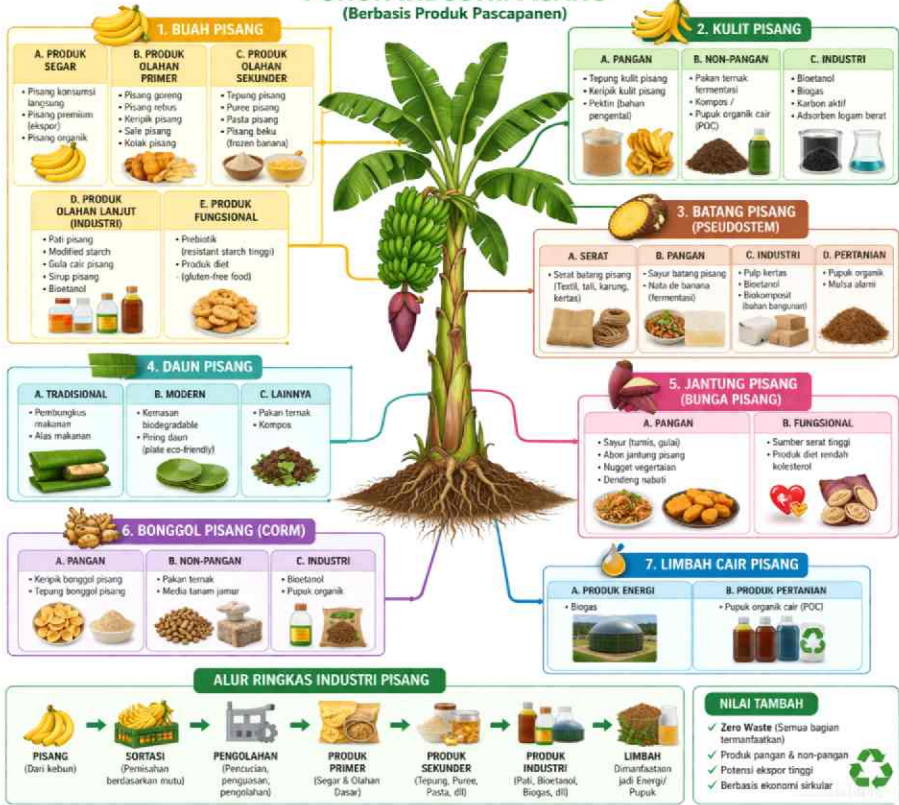 (Berbasis Produk Pascapanen)
1. BUAH PISANG
A. PRODUK
SEGAR
• Pisang konsumsi
langsung
• Pisang premium
(ekspor)
• Pisang organik
B. PRODUK
OLAHAN
PRIMER
• Pisang goreng
• Pisang rebus
• Keripik pisang
• Sale pisang
• Kolak pisang
C. PRODUK
OLAHAN
SEKUNDER
• Tepung pisang
• Puree pisang
• Pasta pisang
• Pisang beku
(frozen banana)
D. PRODUK
OLAHAN LANJUT
(INDUSTRI)
• Pati pisang
• Modified starch
• Gula cair pisang
• Sirup pisang
• Bioetanol
E. PRODUK
FUNGSIONAL
• Prebiotik
(resistant starch tinggi)
• Produk diet
- (gluten-free food)
2. KULIT PISANG
A. PANGAN
• Tepung kulit pisang
• Keripik kulit pisang
• Pektin (bahan
pengental)
B. NON-PANGAN
• Pakan ternak
fermentasi
• Kompos /
• Pupuk organik cair
(POC)
C. INDUSTRI
• Bioetanol
• Biogas
• Karbon aktif
• Adsorben logam berat
3. BATANG PISANG
(PSEUDOSTEM)
A. SERAT
• Serat batang pisang
(Textil, tali, karung,
kertas)
B. PANGAN
• Sayur batang pisang
• Nata de banana
(fermentasi)
C. INDUSTRI
• Pulp kertas
• Bioetanol
• Biokomposit
(bahan bangunan)
D. PERTANIAN
• Pupuk organik
• Mulsa alami
4. DAUN PISANG
A. TRADISIONAL
• Pembungkus
makanan
• Alas makanan
B. MODERN
• Kemasan
biodegradable
• Piring daun
(plate eco-friendly)
C. LAINNYA
• Pakan ternak
• Kompos
5. JANTUNG PISANG
(BUNGA PISANG)
A. PANGAN
• Sayur (tumis, gulai)
• Abon jantung pisang
• Nugget vegertaian
• Dendeng nabati
B. FUNGSIONAL
• Sumber serat tinggi
• Produk diet rendah
kolesterol
6. BONGGOL PISANG (CORM)
A. PANGAN
• Keripik bonggol pisang
• Tepung bonggol pisang
B. NON-PANGAN
• Pakan ternak
• Media tanam jamur
C. INDUSTRI
• Bioetanol
• Pupuk organik
7. LIMBAH CAIR PISANG
A. PRODUK ENERGI
• Biogas
B. PRODUK PERTANIAN
• Pupuk organik cair (POC)
ALUR RINGKAS INDUSTRI PISANG
PISANG
(Dari kebun)
SORTASI
(Pemisahan
berdasarkan mutu)
PENGOLAHAN
(Pencucian,
penguasan,
pengolahan)
PRODUK
PRIMER
(Segar & Olahan
Dasar)
PRODUK
SEKUNDER
(Tepung, Puree,
Pasta, dll)
PRODUK
INDUSTRI
(Pati, Bioetanol,
Biogas, dll)
LIMBAH
Dimanfaataan
jadi Energi/
Pupuk
NILAI TAMBAH
✓ Zero Waste (Semua bagian
termanfaatkan)
✓ Produk pangan & non-pangan
✓ Potensi ekspor tinggi
✓ Berbasis ekonomi sirkular